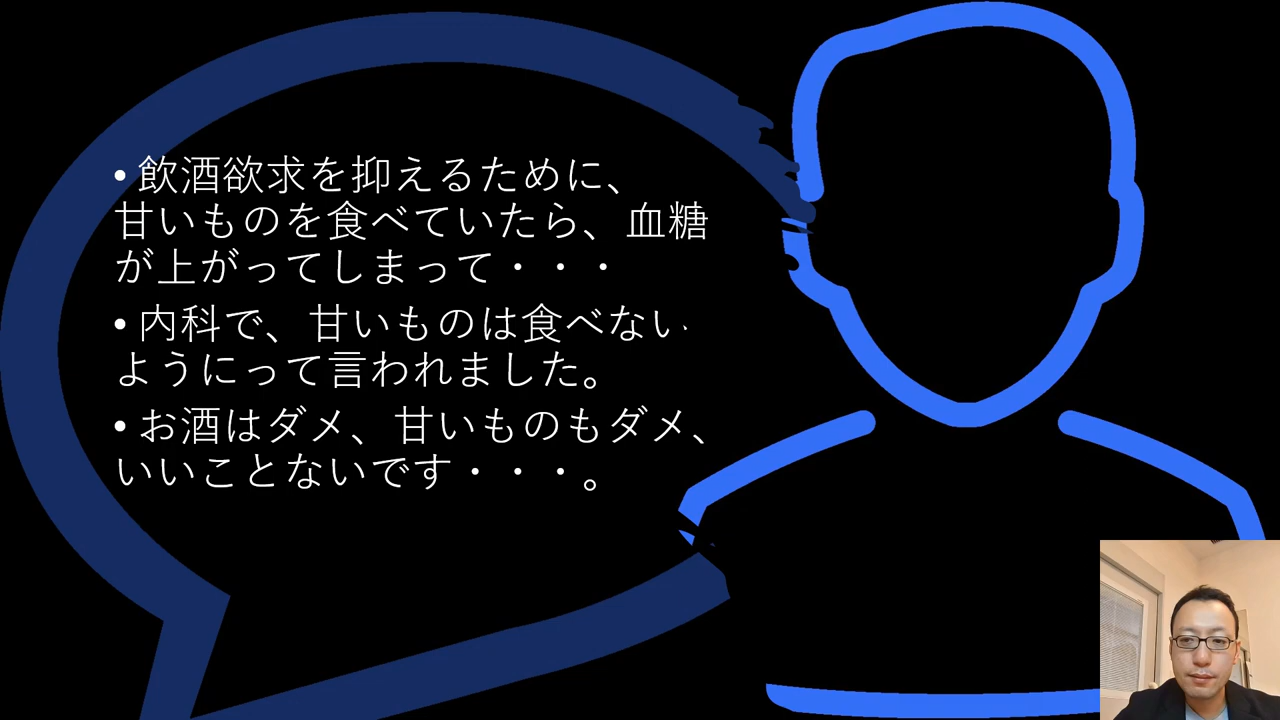 • 飲酒欲求を抑えるために、
甘いものを食べていたら、血糖
が上がってしまって・・・
• 内科で、甘いものは食べない
ようにって言われました。
• お酒はダメ、甘いものもダメ、
いいことないです・・・。